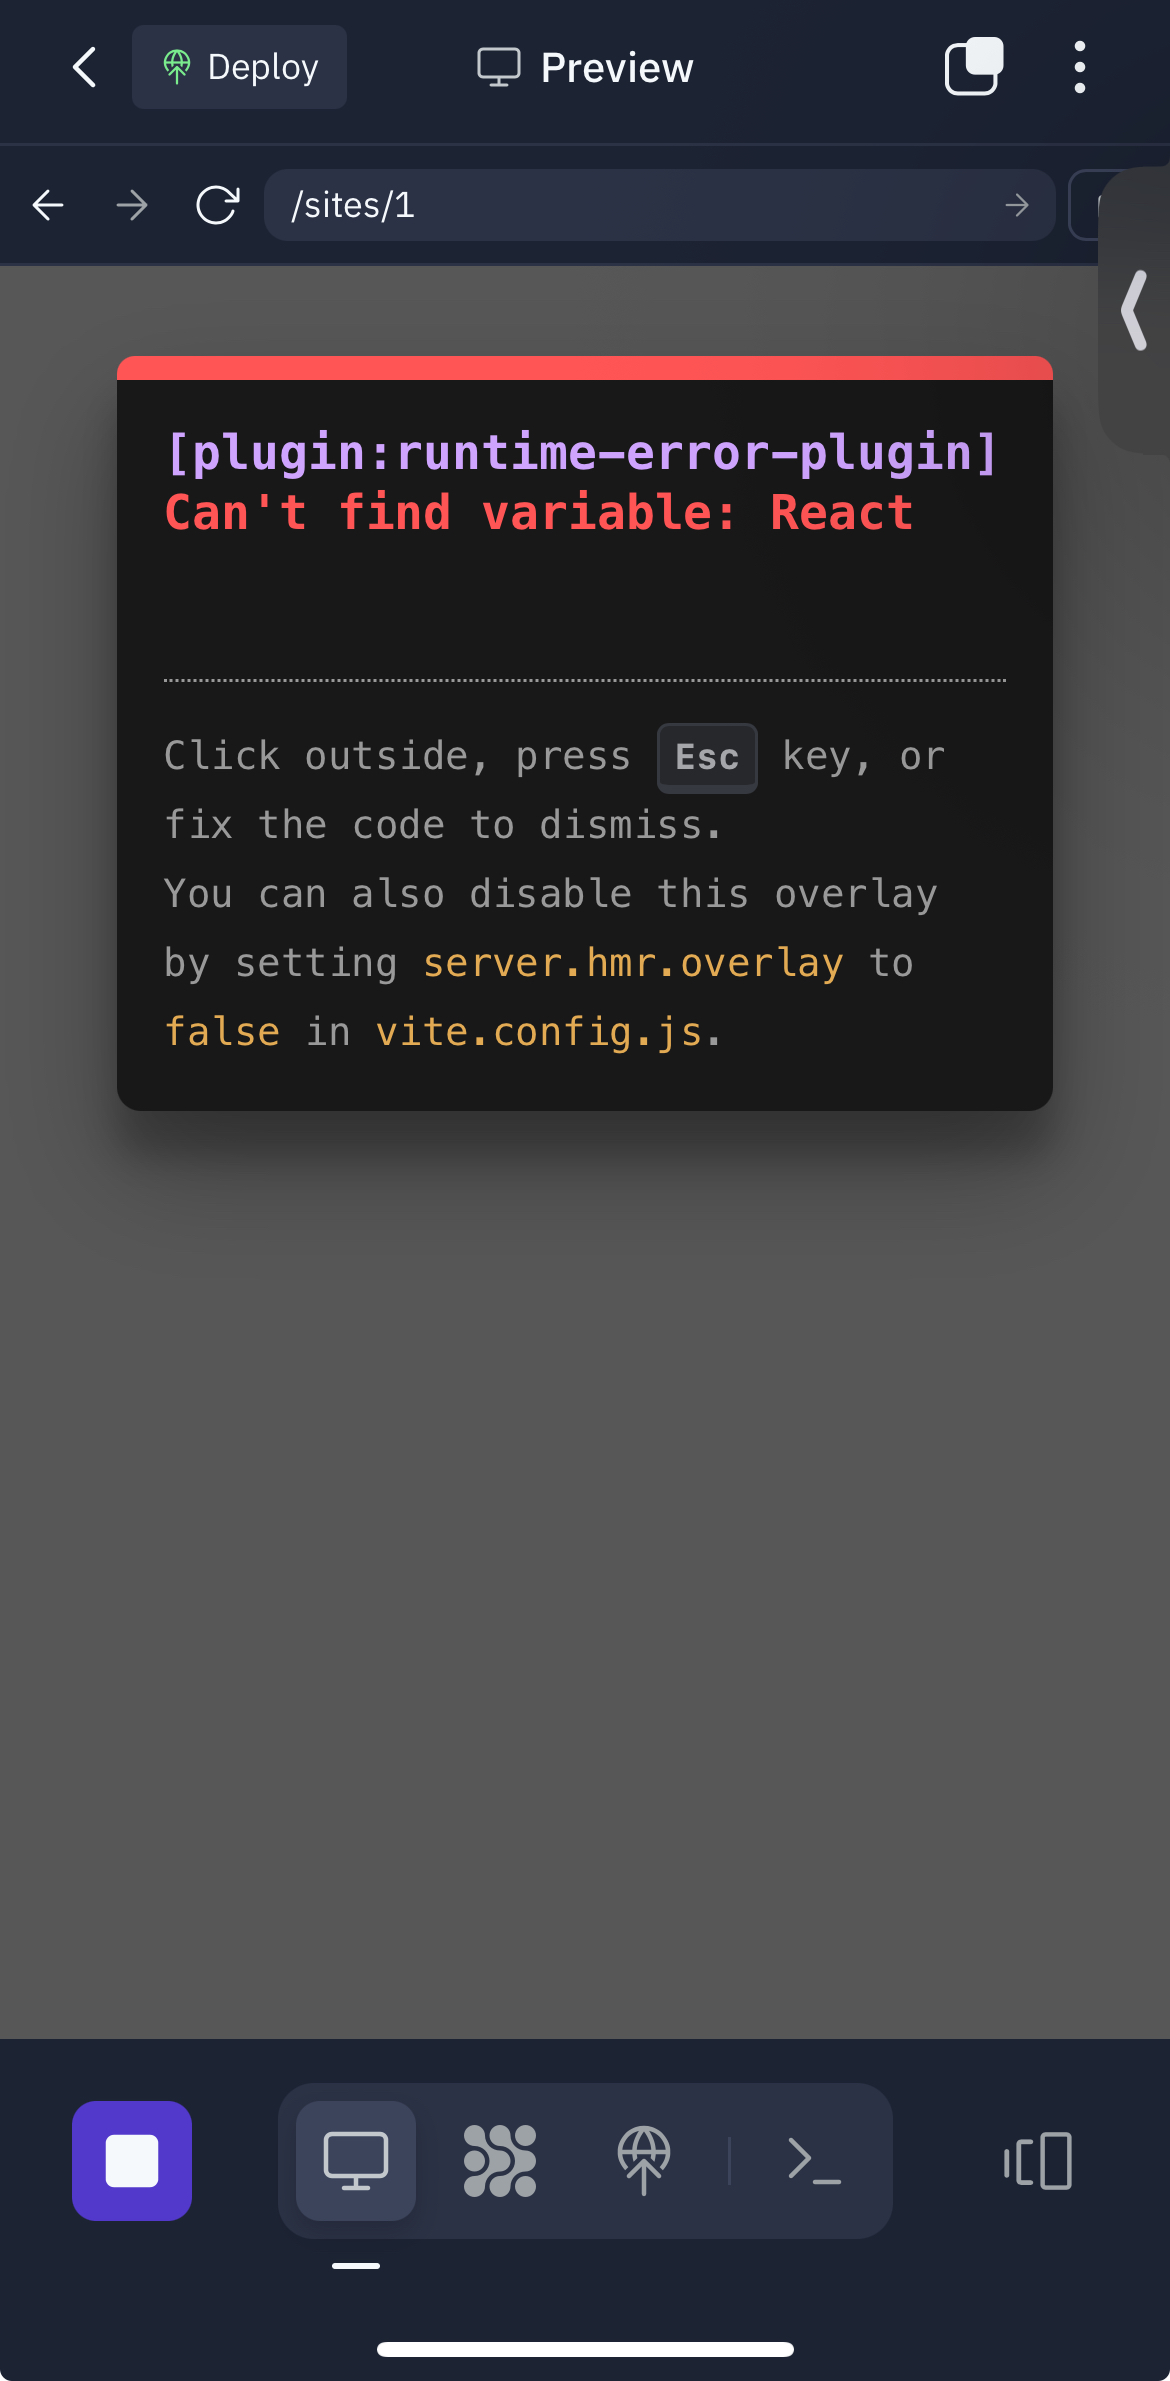 Deploy
Preview
/sites/1
[plugin:runtime-error-plugin]
Can't find variable: React
Click outside, press Esc key, or
fix the code to dismiss.
You can also disable this overlay
by setting server.hmr.overlay to
false in vite.config.js.